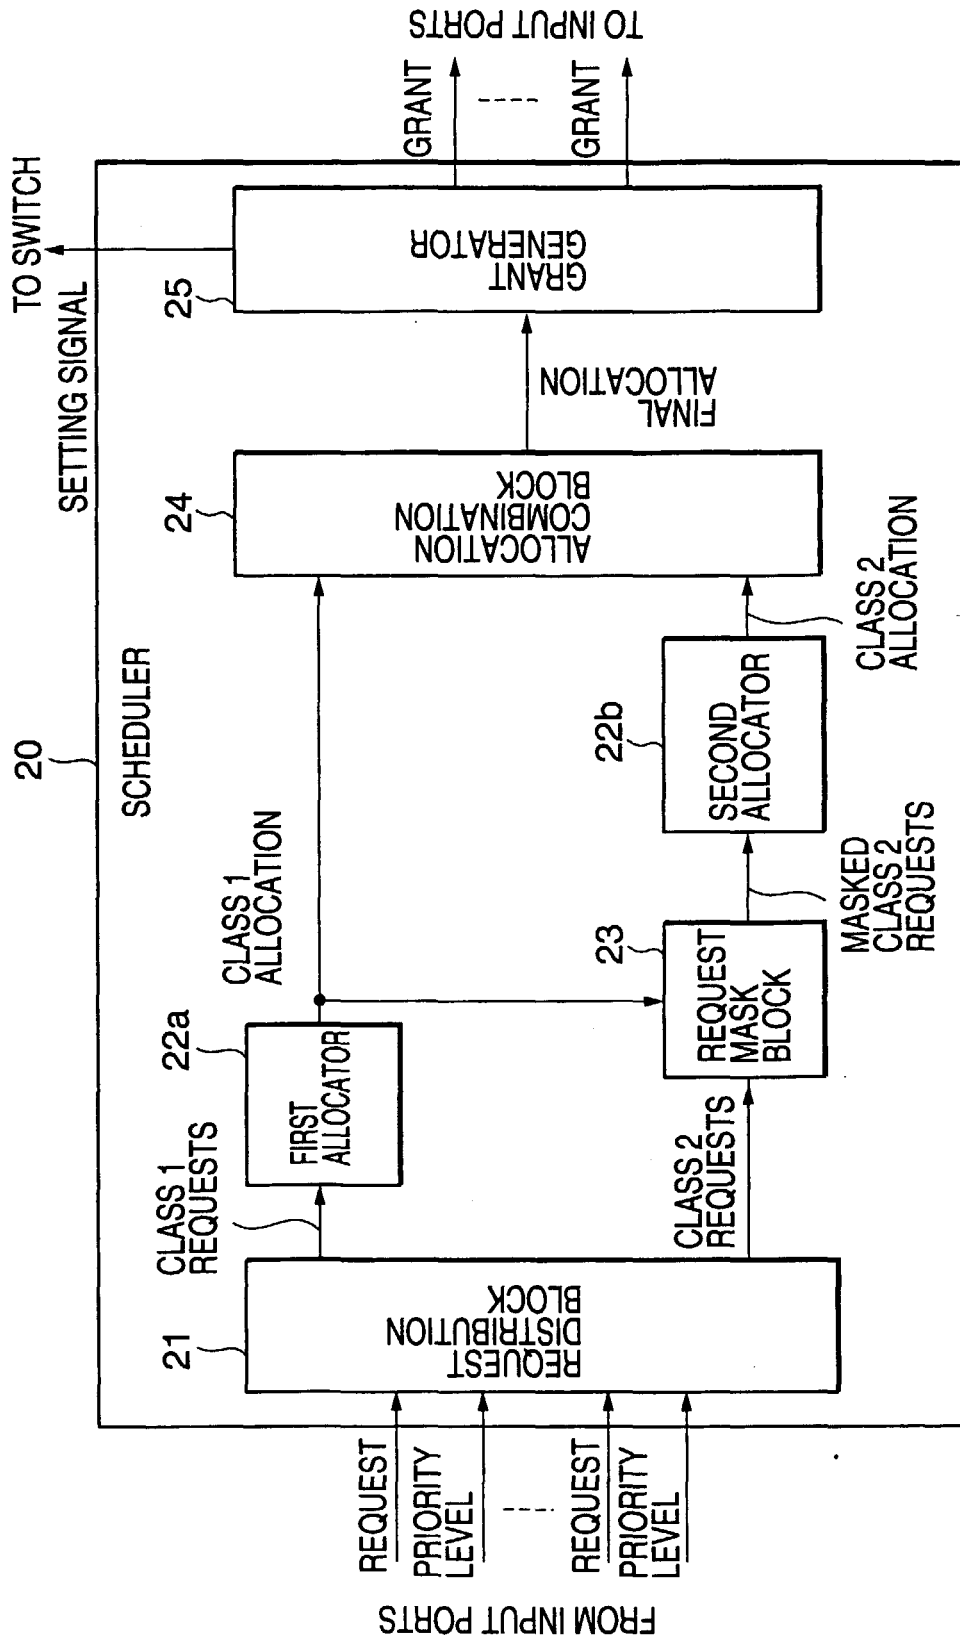 20
SCHEDULER
FROM INPUT PORTS
REQUEST
PRIORITY
LEVEL
REQUEST
PRIORITY
LEVEL
21
REQUEST
DISTRIBUTION
BLOCK
CLASS 1
REQUESTS
CLASS 2
REQUESTS
22a
FIRST
ALLOCATOR
CLASS 1
ALLOCATION
23
REQUEST
MASK
BLOCK
MASKED
CLASS 2
REQUESTS
22b
SECOND
ALLOCATOR
CLASS 2
ALLOCATION
24
ALLOCATION
COMBINATION
BLOCK
FINAL
ALLOCATION
25
GRANT
GENERATOR
SETTING SIGNAL
TO SWITCH
GRANT
GRANT
TO INPUT
PORTS